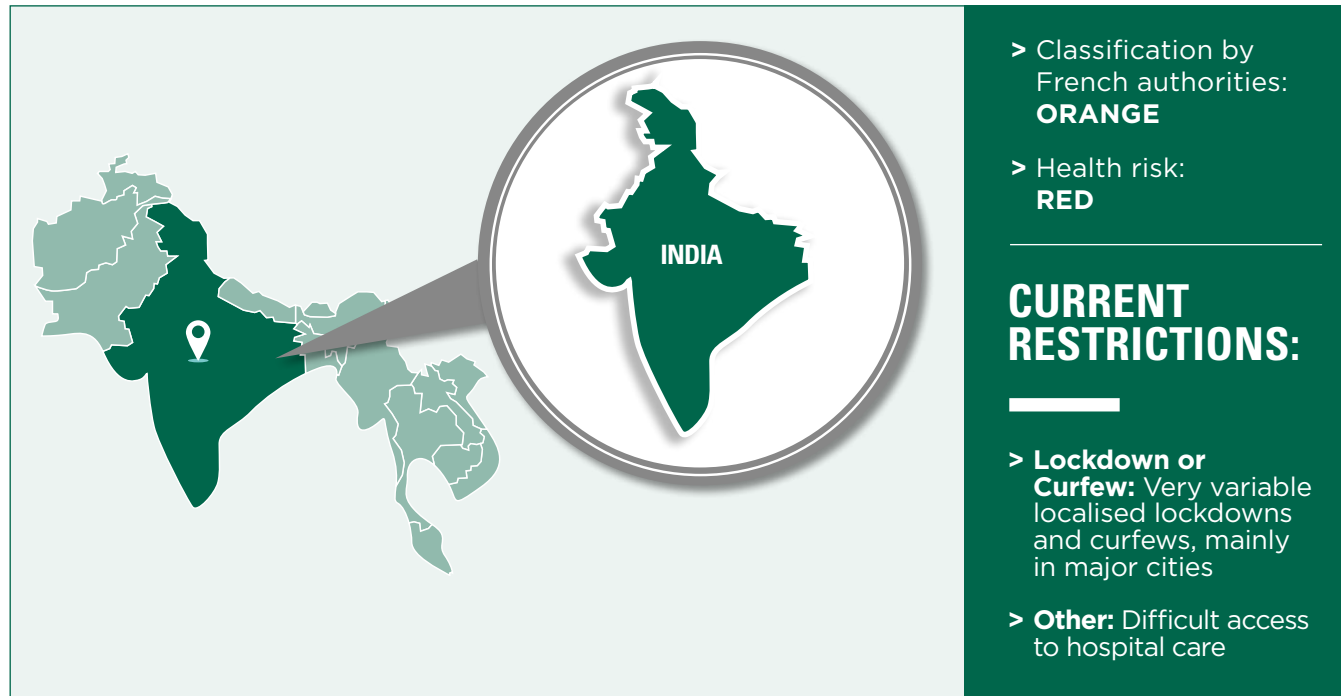 INDIA
> Classification by
French authorities:
ORANGE
> Health risk:
RED
CURRENT
RESTRICTIONS:
> Lockdown or
Curfew: Very variable
localised lockdowns
and curfews, mainly
in major cities
> Other: Difficult access
to hospital care